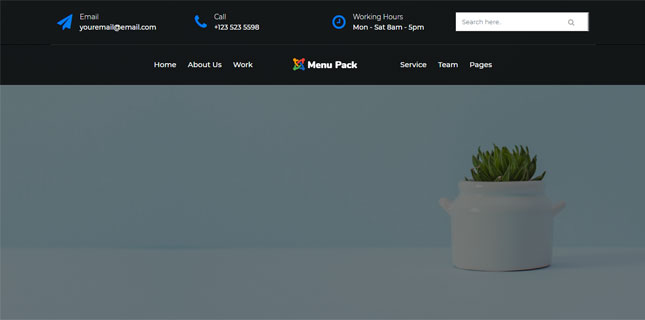 Email
youremail@email.com
Call
+123 523 5598
Working Hours
Mon - Sat 8am - 5pm
Search here..
Home About Us Work Menu Pack Service Team Pages